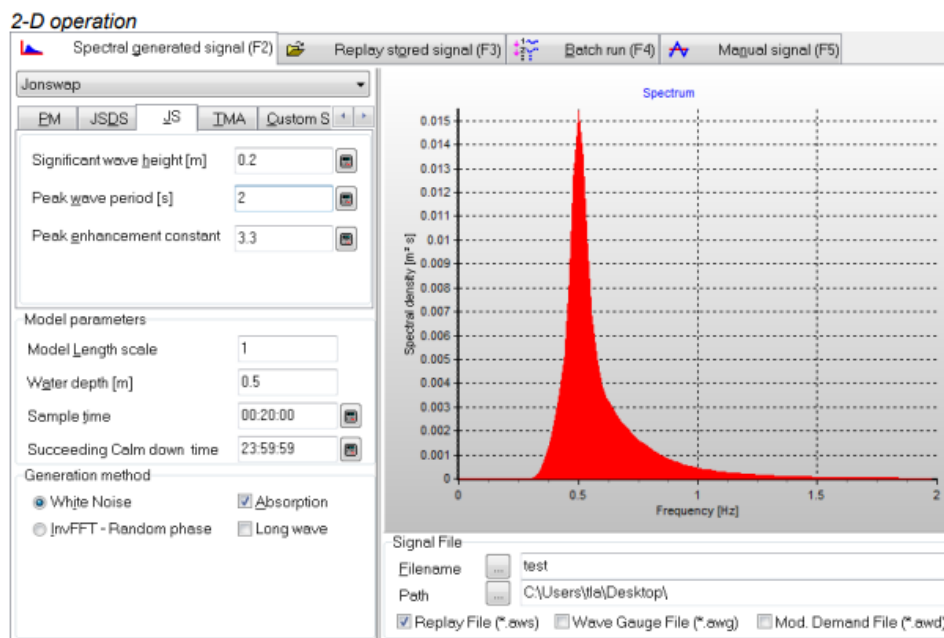 2-D operation
Spectral generated signal (F2) Replay stored signal (F3) Batch run (F4) Manual signal (F5)
Jonswap
PM JSDS JS TMA Custom S
Significant wave height [m] 0.2
Peak wave period [s] 2
Peak enhancement constant 3.3
Model parameters
Model Length scale 1
Water depth [m] 0.5
Sample time 00:20:00
Succeeding Calm down time 23:59:59
Generation method
White Noise Absorption
InvFFT - Random phase Long wave
Spectrum
Spectral density [m² s]
0.015
0.014
0.013
0.012
0.011
0.01
0.009
0.008
0.007
0.006
0.005
0.004
0.003
0.002
0.001
0
0 0.5 1 1.5 2
Frequency [Hz]
Signal File
Filename ... test
Path ... C:\Users\tla\Desktop\
Replay File (*.aws) Wave Gauge File (*.awg) Mod. Demand File (*.awd)